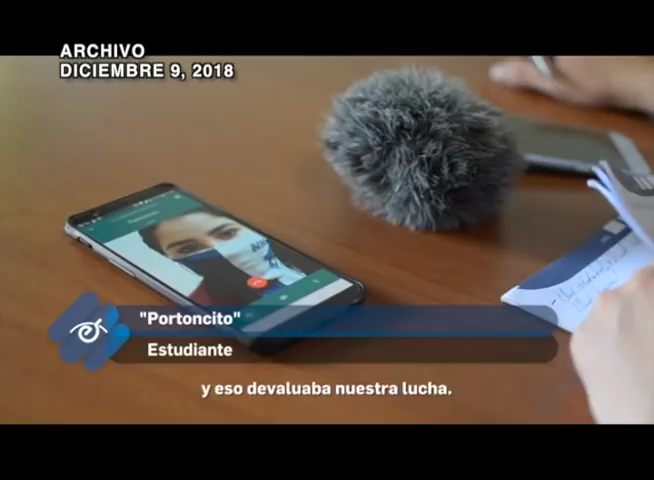 ARCHIVO
DICIEMBRE 9, 2018
"Portoncito"
Estudiante
y eso devaluaba nuestra lucha.